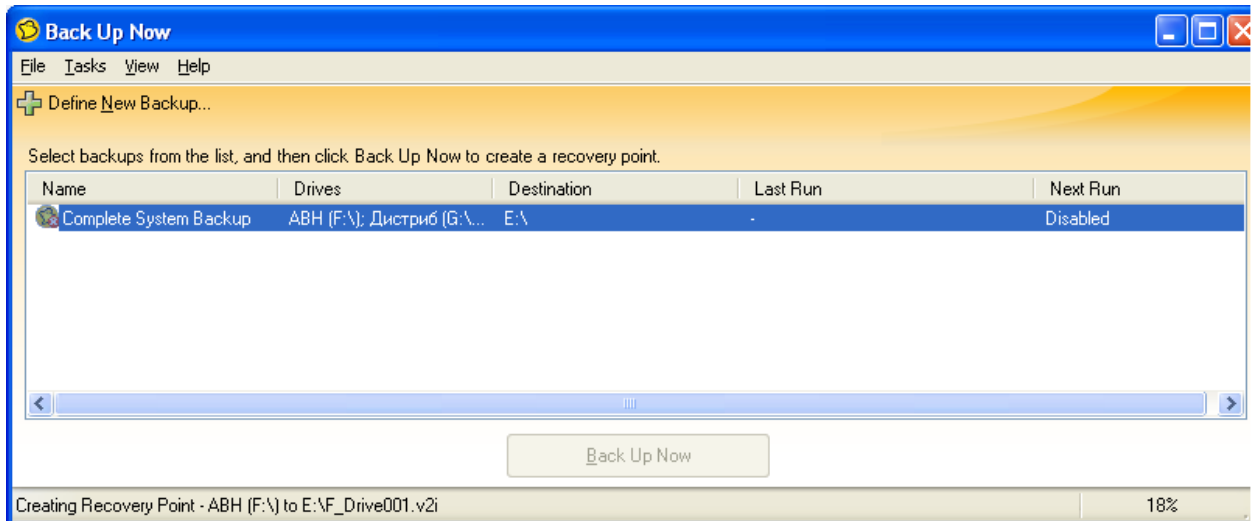 Back Up Now
File Tasks View Help
Define New Backup...
Select backups from the list, and then click Back Up Now to create a recovery point.
Name Drives Destination Last Run Next Run
Complete System Backup ABH (F:\); Дистриб (G:\... E:\ - Disabled
Back Up Now
Creating Recovery Point - ABH (F:\) to E:\F_Drive001.v2i 18%